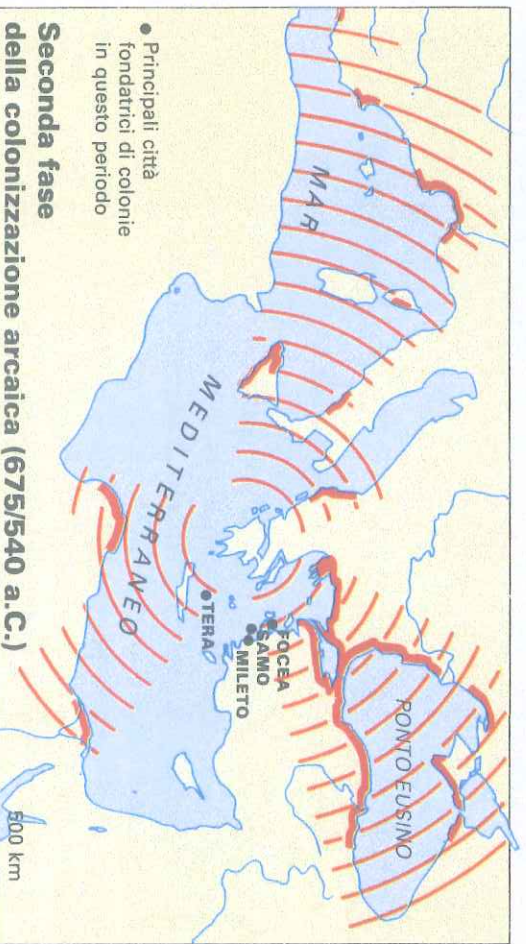 MAR
MEDITERRANEO
PONTO EUSINO
FOCEA
SAMO
MILETO
TERA
● Principali città
fondatrici di colonie
in questo periodo
Seconda fase
della colonizzazione arcaica (675/540 a.C.)
500 km